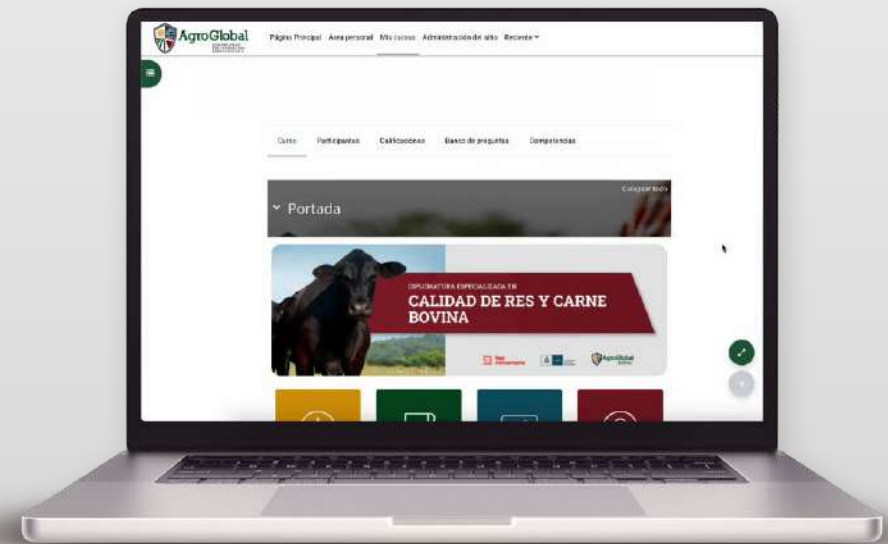 AgroGlobal
Página Principal Área personal Mis cursos Administración del sitio Reciente
Curso Participantes Calificaciones Banco de preguntas Competencias
Colapsar todo
Portada
DIPLOMATURA ESPECIALIZADA EN
CALIDAD DE RES Y CARNE
BOVINA
AgroGlobal